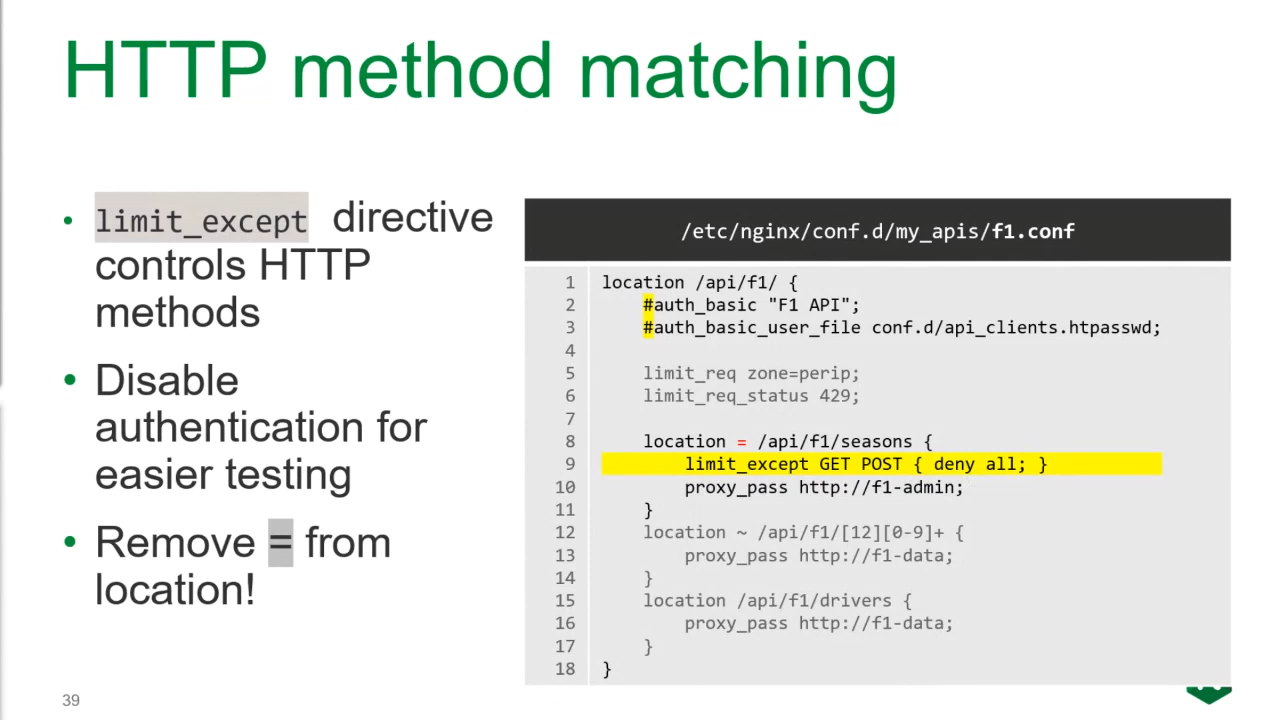 HTTP method matching
• limit_except directive
controls HTTP
methods
• Disable
authentication for
easier testing
• Remove = from
location!
/etc/nginx/conf.d/my_apis/f1.conf
1 location /api/f1/ {
2 #auth_basic "F1 API";
3 #auth_basic_user_file conf.d/api_clients.htpasswd;
4
5 limit_req zone=perip;
6 limit_req_status 429;
7
8 location = /api/f1/seasons {
9 limit_except GET POST { deny all; }
10 proxy_pass http://f1-admin;
11 }
12 location ~ /api/f1/[12][0-9]+ {
13 proxy_pass http://f1-data;
14 }
15 location /api/f1/drivers {
16 proxy_pass http://f1-data;
17 }
18 }
39